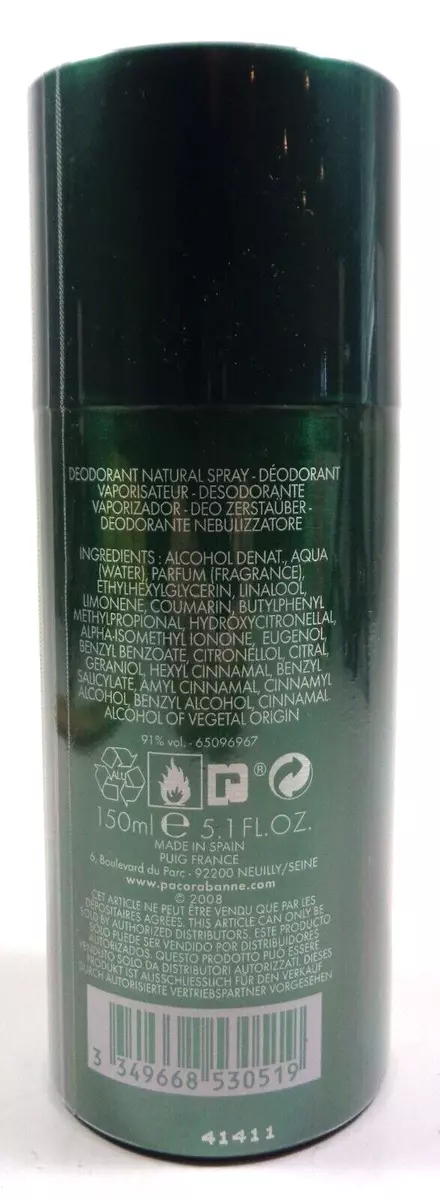 DEODORANT NATURAL SPRAY - DÉODORANT
VAPORISATEUR - DESODORANTE
VAPORIZADOR - DEO ZERSTÄUBER -
DEODORANTE NEBULIZZATORE
INGREDIENTS : ALCOHOL DENAT., AQUA
(WATER), PARFUM (FRAGRANCE),
ETHYLHEXYLGLYCERIN, LINALOOL,
LIMONENE, COUMARIN, BUTYLPHENYL
METHYLPROPIONAL, HYDROXYCITRONELLAL,
ALPHA-ISOMETHYL IONONE, EUGENOL,
BENZYL BENZOATE, CITRONELLOL, CITRAL,
GERANIOL, HEXYL CINNAMAL, BENZYL
SALICYLATE, AMYL CINNAMAL, CINNAMYL
ALCOHOL, BENZYL ALCOHOL, CINNAMAL
ALCOHOL OF VEGETAL ORIGIN
91% vol. - 65096967
ALU
®
150ml e 5.1FL.OZ.
MADE IN SPAIN
PUIG FRANCE
6, Boulevard du Parc - 92200 NEUILLY/SEINE
www.pacorabanne.com
© 2008
CET ARTICLE NE PEUT ÊTRE VENDU QUE PAR LES
DÉPOSITAIRES AGRÉÉS. THIS ARTICLE CAN ONLY BE
SOLD BY AUTHORIZED DISTRIBUTORS. ESTE PRODUCTO
SOLO PUEDE SER VENDIDO POR DISTRIBUIDORES
AUTORIZADOS. QUESTO PRODOTTO PUÒ ESSERE
VENDUTO SOLO DA DISTRIBUTORI AUTORIZZATI. DIESES
PRODUKT IST AUSSCHLIESSLICH FÜR DEN VERKAUF
DURCH AUTORISIERTE VERTRIEBSPARTNER VORGESEHEN
3 349668 530519
41411